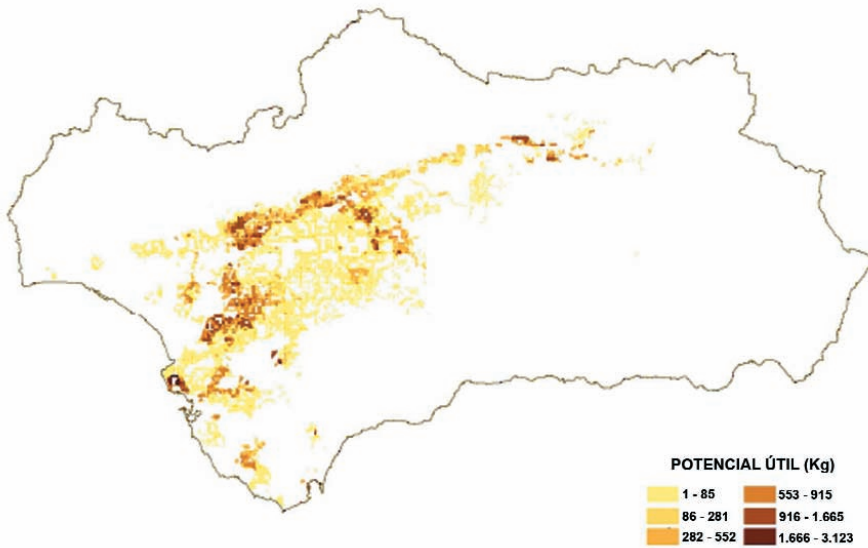 POTENCIAL ÚTIL (Kg)
1 - 85
553 - 915
86 - 281
916 - 1.665
282 - 552
1.666 - 3.123